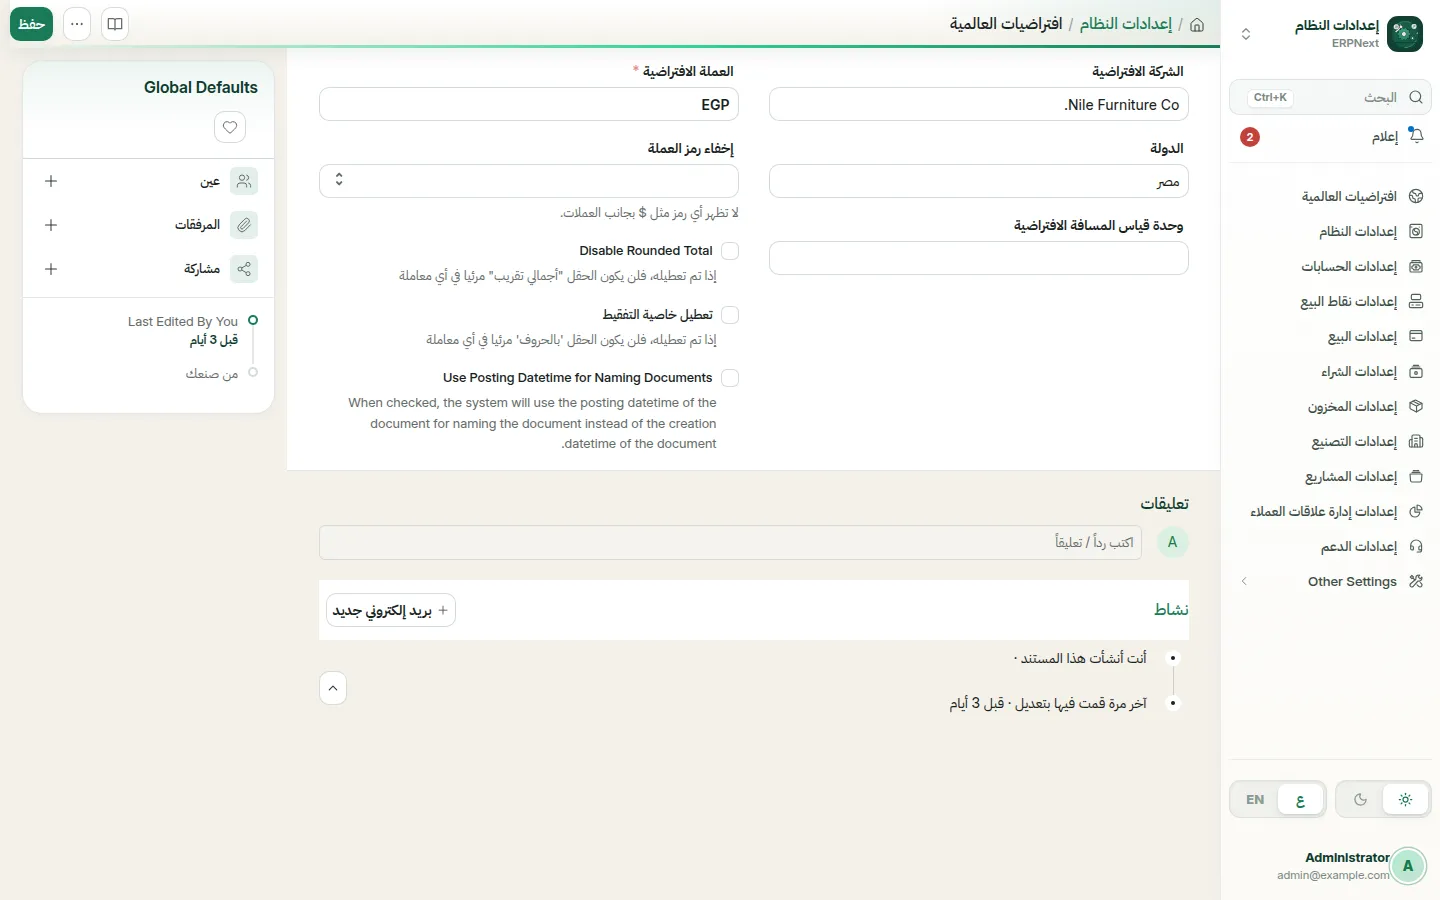 إعدادات النظام
ERPNext
البحث
Ctrl+K
إعلام
2
افتراضيات العالمية
إعدادات النظام
إعدادات الحسابات
إعدادات نقاط البيع
إعدادات البيع
إعدادات الشراء
إعدادات المخزون
إعدادات التصنيع
إعدادات المشاريع
إعدادات إدارة علاقات العملاء
إعدادات الدعم
Other Settings
ع
EN
A
Administrator
admin@example.com
/ إعدادات النظام / افتراضيات العالمية
حفظ
الشركة الافتراضية
Nile Furniture Co.
الدولة
مصر
وحدة قياس المسافة الافتراضية
العملة الافتراضية *
EGP
إخفاء رمز العملة
لا تظهر أي رمز مثل $ بجانب العملات.
Disable Rounded Total
إذا تم تعطيله، فلن يكون الحقل "أجمالي تقريب" مرئيا في أي معاملة
تعطيل خاصية التفقيط
إذا تم تعطيله، فلن يكون الحقل 'بالحروف' مرئيا في أي معاملة
Use Posting Datetime for Naming Documents
When checked, the system will use the posting datetime of the
document for naming the document instead of the creation
datetime of the document.
تعليقات
A
اكتب رداً / تعليقاً
نشاط
+ بريد إلكتروني جديد
أنت أنشأت هذا المستند ·
آخر مرة قمت فيها بتعديل · قبل 3 أيام
Global Defaults
عين
المرفقات
مشاركة
Last Edited By You
قبل 3 أيام
من صنعك